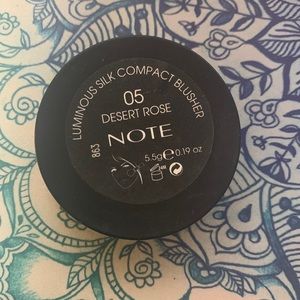 LUMINOUS SILK COMPACT BLUSHER
05
DESERT ROSE
NOTE
863
5.5g℮0.19 oz